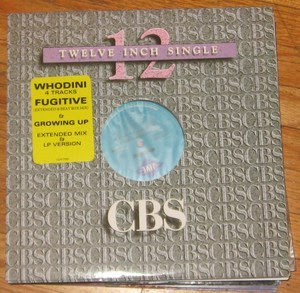 12
TWELVE INCH SINGLE
WHODINI
4 TRACKS
FUGITIVE
&
GROWING UP
EXTENDED MIX
&
LP VERSION
CBS